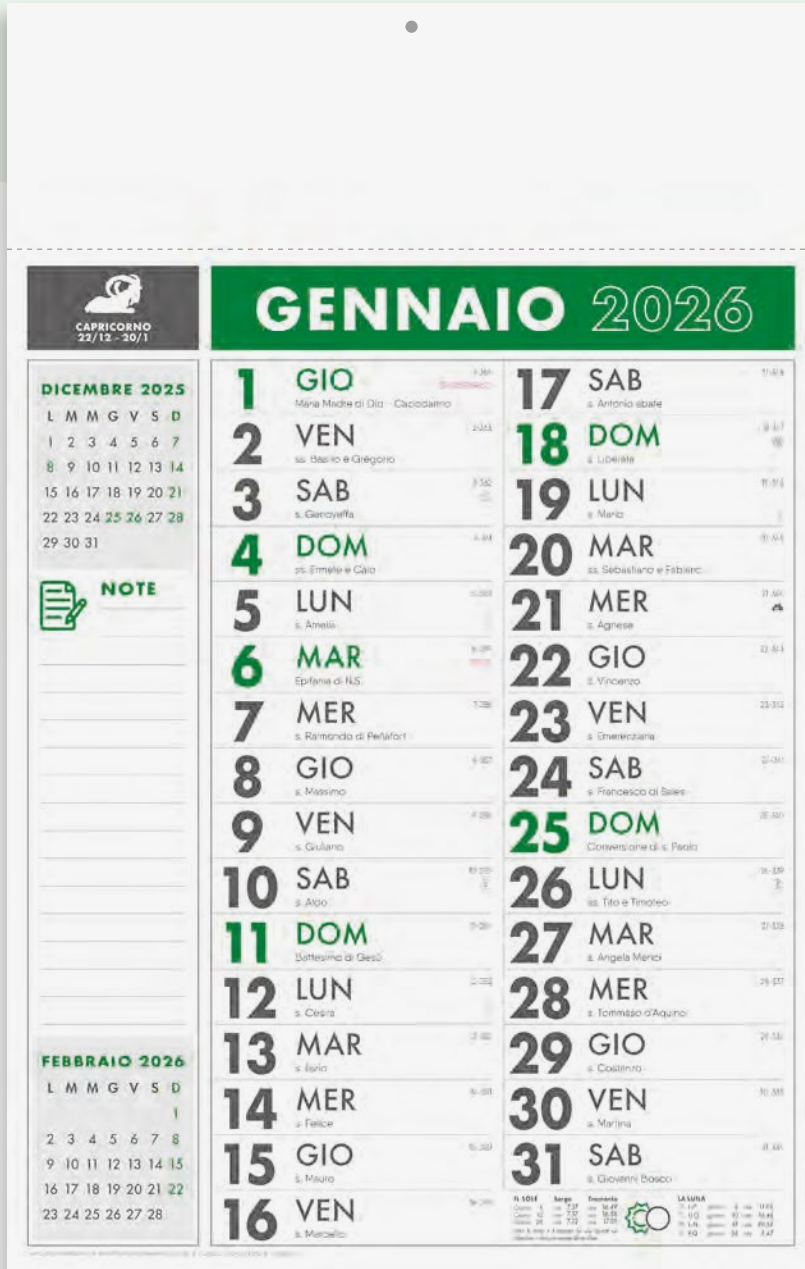 CAPRICORNO
22/12 - 20/1
GENNAIO 2026
DICEMBRE 2025
L M M G V S D
1 2 3 4 5 6 7
8 9 10 11 12 13 14
15 16 17 18 19 20 21
22 23 24 25 26 27 28
29 30 31
NOTE
FEBBRAIO 2026
L M M G V S D
1
2 3 4 5 6 7 8
9 10 11 12 13 14 15
16 17 18 19 20 21 22
23 24 25 26 27 28
1 GIO
Maria Madre di Dio - Capodanno
2 VEN
ss. Basilio e Gregorio
3 SAB
s. Genoveffa
4 DOM
ss. Ermete e Caio
5 LUN
s. Amelia
6 MAR
Epifania di N.S.
7 MER
s. Raimondo di Peñafort
8 GIO
s. Massimo
9 VEN
s. Giuliano
10 SAB
s. Aldo
11 DOM
Battesimo di Gesù
12 LUN
s. Cesira
13 MAR
s. Ilario
14 MER
s. Felice
15 GIO
s. Mauro
16 VEN
s. Marcello
17 SAB
s. Antonio abate
18 DOM
s. Liberata
19 LUN
s. Mario
20 MAR
ss. Sebastiano e Fabiano
21 MER
s. Agnese
22 GIO
s. Vincenzo
23 VEN
s. Emerenziana
24 SAB
s. Francesco di Sales
25 DOM
Conversione di s. Paolo
26 LUN
ss. Tito e Timoteo
27 MAR
s. Angela Merici
28 MER
s. Tommaso d'Aquino
29 GIO
s. Costanzo
30 VEN
s. Martina
31 SAB
s. Giovanni Bosco
IL SOLE Sorge Tramonta
LA LUNA